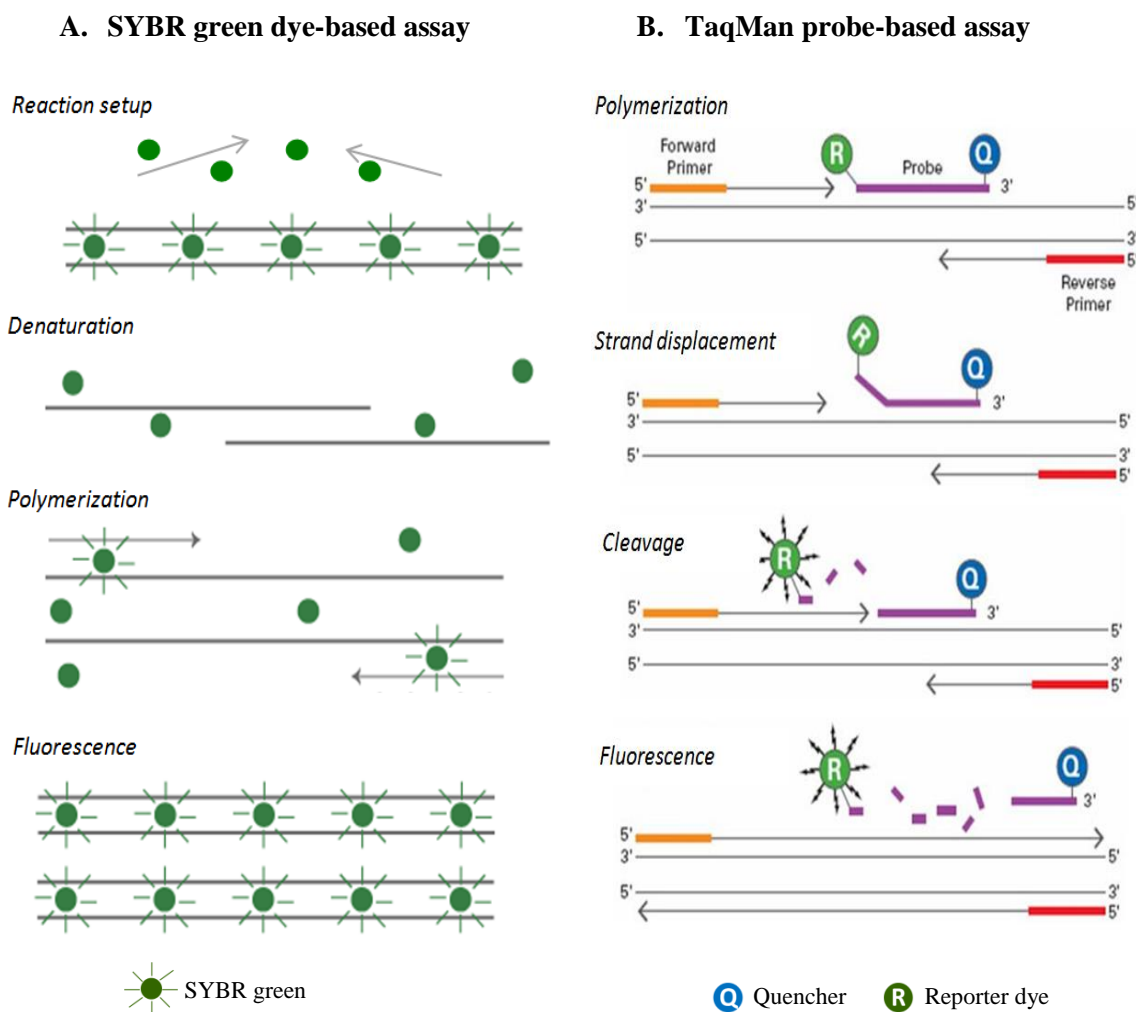 A. SYBR green dye-based assay
Reaction setup
Denaturation
Polymerization
Fluorescence
SYBR green
B. TaqMan probe-based assay
Polymerization
Forward
Primer
R
Probe
Q
5'
3'
3'
5'
5'
3'
5'
Reverse
Primer
Strand displacement
R
Q
5'
3'
3'
5'
5'
3'
5'
Cleavage
R
Q
5'
3'
3'
5'
5'
3'
5'
Fluorescence
R
Q
3'
5'
3'
5'
5'
3'
5'
Q Quencher
R Reporter dye